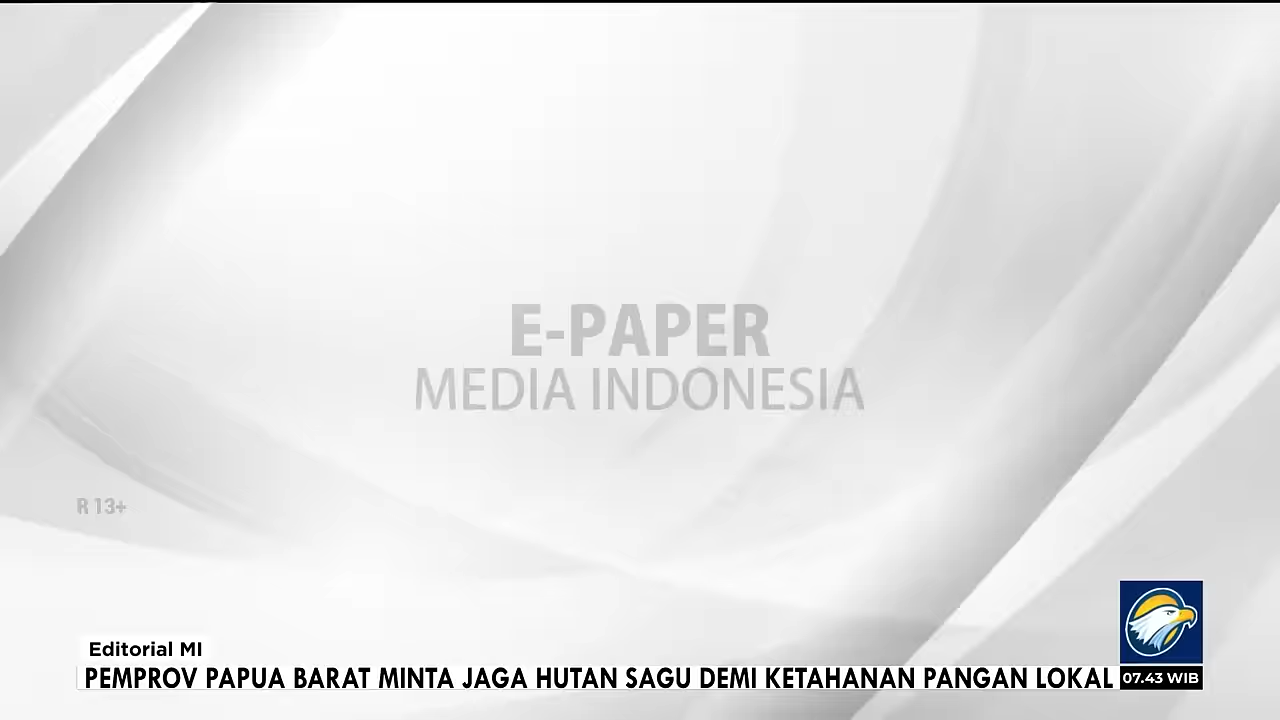 E-PAPER
MEDIA INDONESIA
R 13+
Editorial MI
PEMPROV PAPUA BARAT MINTA JAGA HUTAN SAGU DEMI KETAHANAN PANGAN LOKAL
07.43 WIB